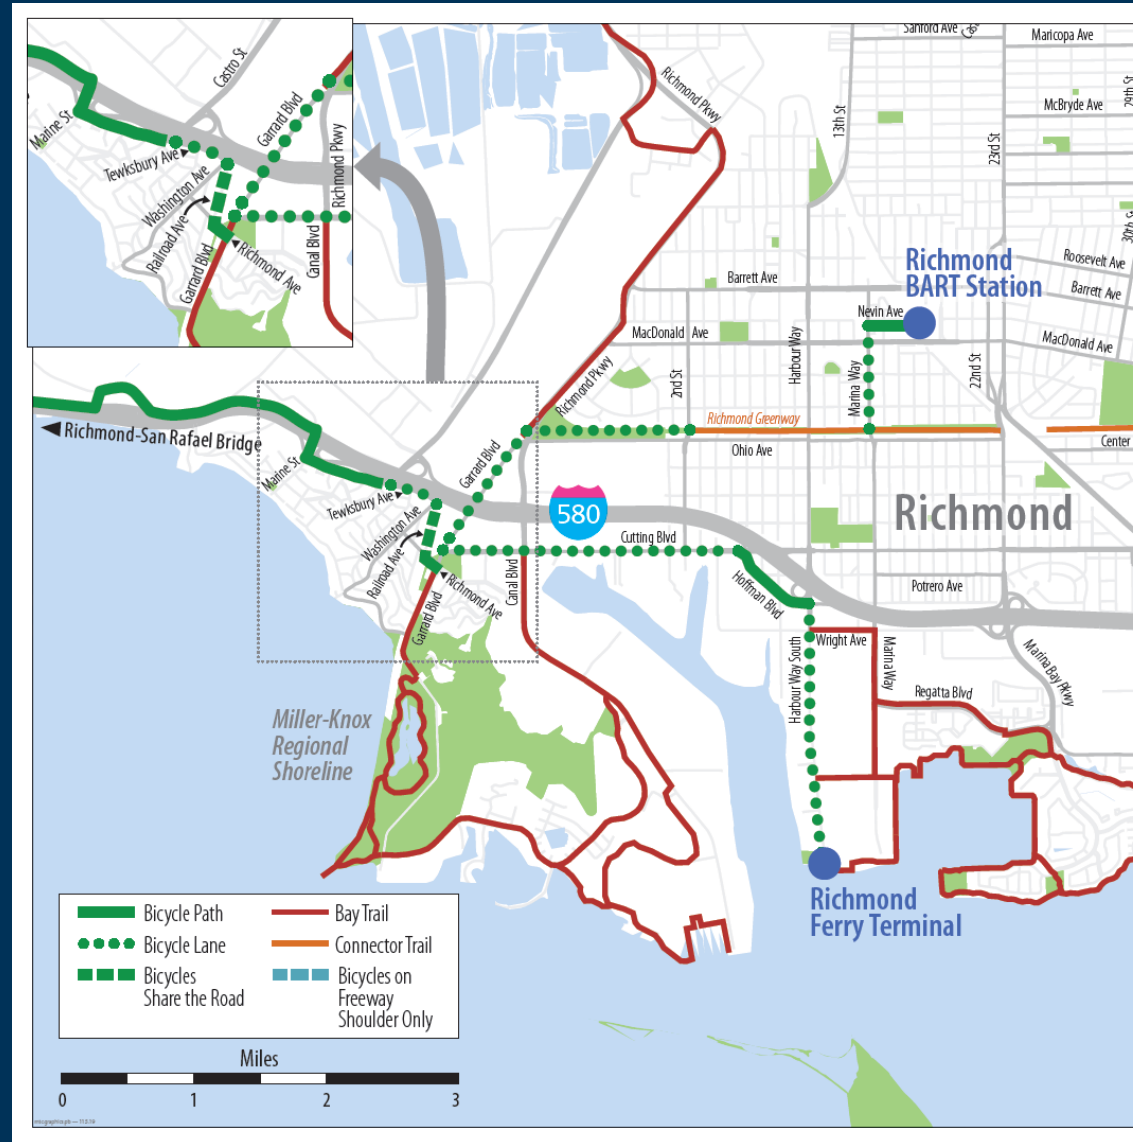 Castro St
Garrard Blvd
Marine St.
Tewksbury Ave
Washington Ave
Railroad Ave
Garrard Blvd
Richmond Ave
Canal Blvd
Richmond Pkwy
Richmond Pkwy
Sanford Ave
Maricopa Ave
McBryde Ave
13th St
23rd St
29th St
30th St
Roosevelt Ave
Barrett Ave
Barrett Ave
MacDonald Ave
Richmond
BART Station
Nevin Ave
MacDonald Ave
2nd St
Harbour Way
Marina Way
22nd St
Richmond Pkwy
Richmond Greenway
Ohio Ave
Center
Richmond-San Rafael Bridge
Marine St
Garrard Blvd
Tewksbury Ave
Washington Ave
Railroad Ave
Richmond Ave
Garrard Blvd
Canal Blvd
580
Richmond
Cutting Blvd
Hoffman Blvd
Potrero Ave
Wright Ave
Harbour Way South
Marina Way
Regatta Blvd
Marina Bay Pkwy
Miller-Knox
Regional
Shoreline
Richmond
Ferry Terminal
Bicycle Path
Bicycle Lane
Bicycles
Share the Road
Bay Trail
Connector Trail
Bicycles on
Freeway
Shoulder Only
Miles
0 1 2 3